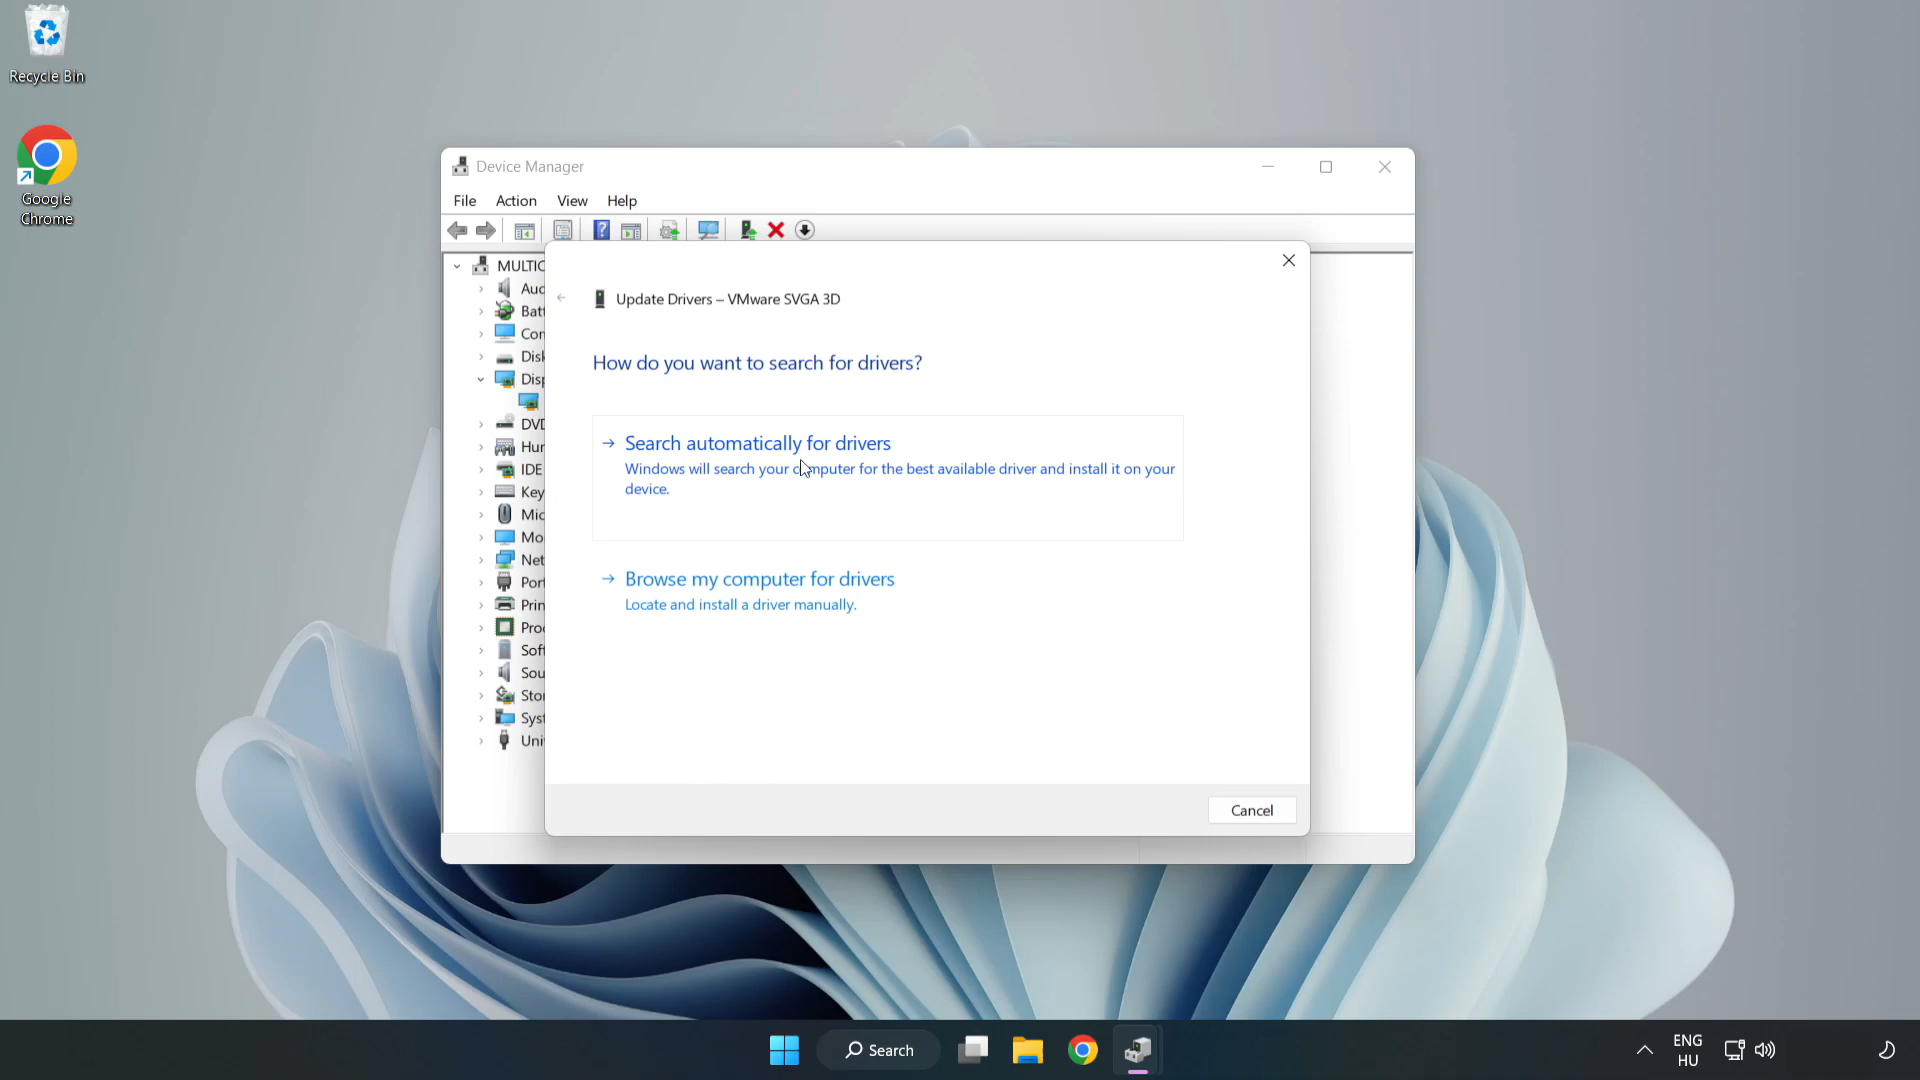 Recycle Bin
Google
Chrome
Device Manager
File Action View Help
Update Drivers – VMware SVGA 3D
How do you want to search for drivers?
Search automatically for drivers
Windows will search your computer for the best available driver and install it on your
device.
Browse my computer for drivers
Locate and install a driver manually.
Cancel
MULTIC
Aud
Batt
Con
Disk
Disp
DVD
Hur
IDE
Key
Mic
Mo
Net
Port
Prin
Proc
Soft
Sou
Stor
Syst
Uni
Search
ENG
HU